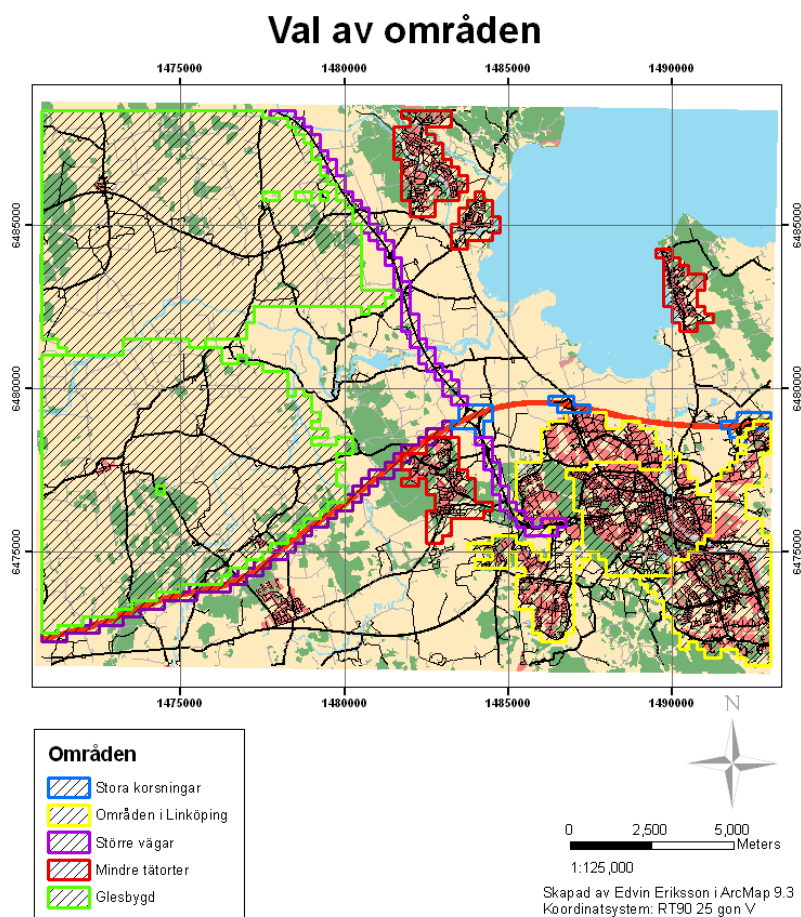 Val av områden
1475000 1480000 1485000 1490000
6485000 6485000
6480000 6480000
6475000 6475000
1475000 1480000 1485000 1490000
N
Områden
Stora korsningar
Områden i Linköping
Större vägar
Mindre tätorter
Glesbygd
0 2,500 5,000
Meters
1:125,000
Skapad av Edvin Eriksson i ArcMap 9.3
Koordinatsystem: RT90 25 gon V